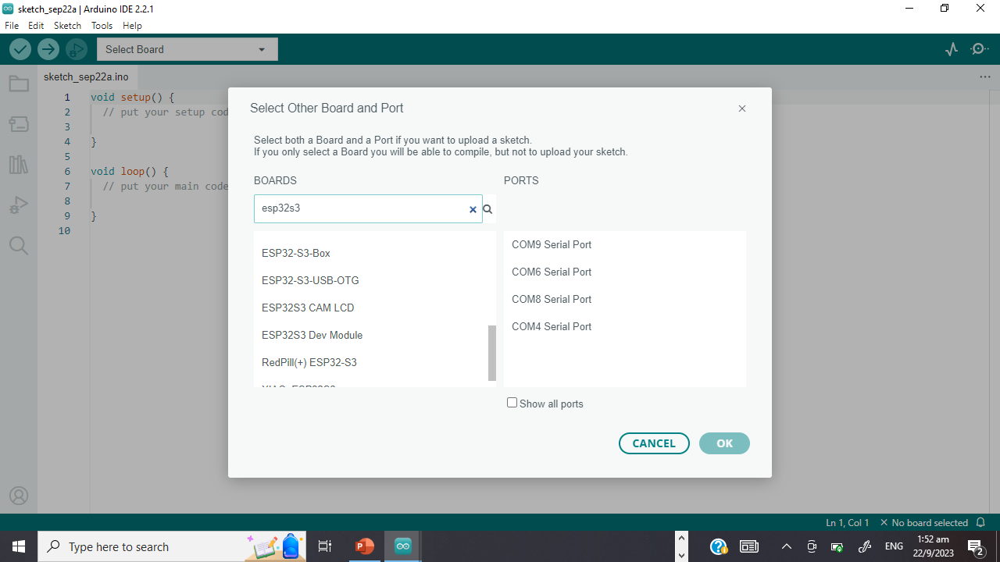 sketch_sep22a | Arduino IDE 2.2.1
File Edit Sketch Tools Help
Select Board
sketch_sep22a.ino
1 void setup() {
2 // put your setup cod
3
4 }
5
6 void loop() {
7 // put your main code
8
9 }
10
Select Other Board and Port
Select both a Board and a Port if you want to upload a sketch.
If you only select a Board you will be able to compile, but not to upload your sketch.
BOARDS
esp32s3
ESP32-S3-Box
ESP32-S3-USB-OTG
ESP32S3 CAM LCD
ESP32S3 Dev Module
RedPill(+) ESP32-S3
PORTS
COM9 Serial Port
COM6 Serial Port
COM8 Serial Port
COM4 Serial Port
Show all ports
CANCEL OK
Ln 1, Col 1 No board selected
Type here to search
ENG
1:52 am
22/9/2023
2